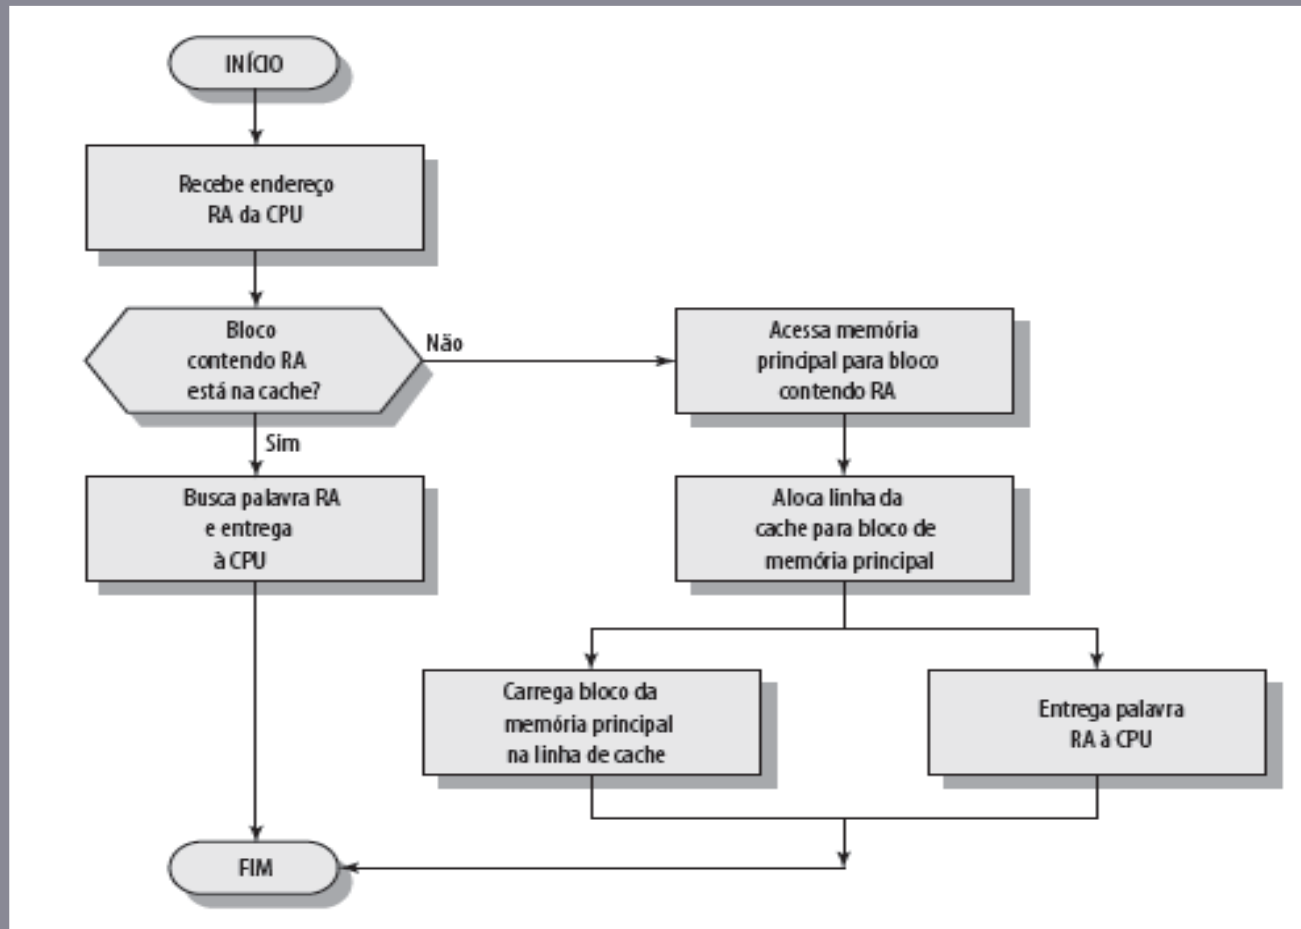 INÍCIO
Recebe endereço
RA da CPU
Bloco
contendo RA
está na cache?
Não
Acessa memória
principal para bloco
contendo RA
Sim
Busca palavra RA
e entrega
à CPU
Aloca linha da
cache para bloco de
memória principal
Carrega bloco da
memória principal
na linha de cache
Entrega palavra
RA à CPU
FIM